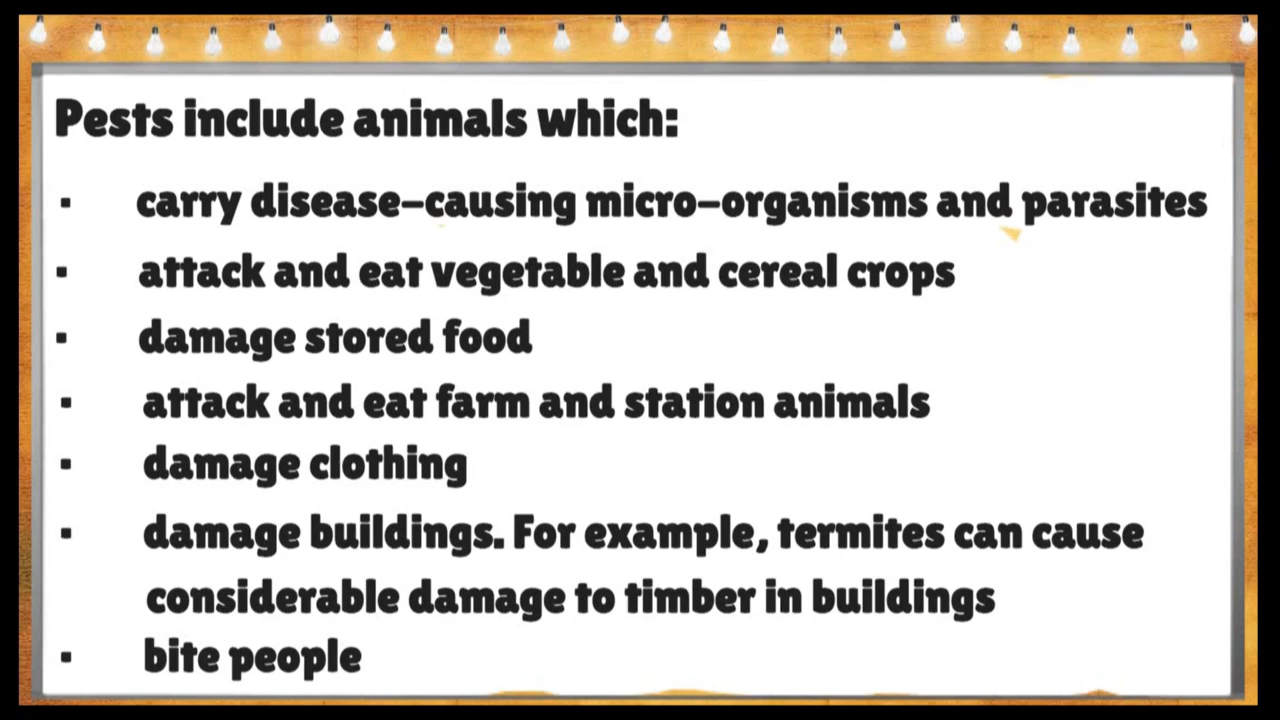 Pests include animals which:
▪ carry disease-causing micro-organisms and parasites
▪ attack and eat vegetable and cereal crops
▪ damage stored food
▪ attack and eat farm and station animals
▪ damage clothing
▪ damage buildings. For example, termites can cause
considerable damage to timber in buildings
▪ bite people